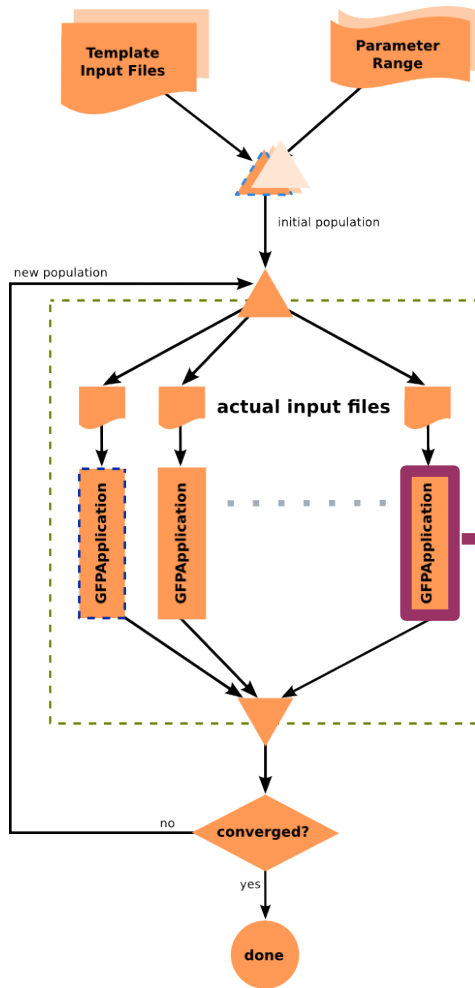 Template
Input Files
Parameter
Range
initial population
new population
actual input files
GFPApplication
GFPApplication
GFPApplication
no
converged?
yes
done